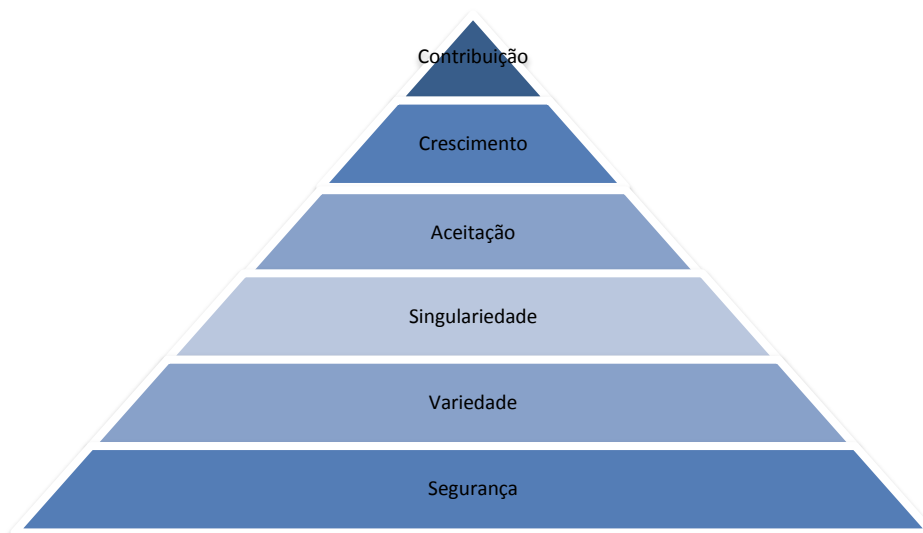 Contribuição
Crescimento
Aceitação
Singulariedade
Variedade
Segurança